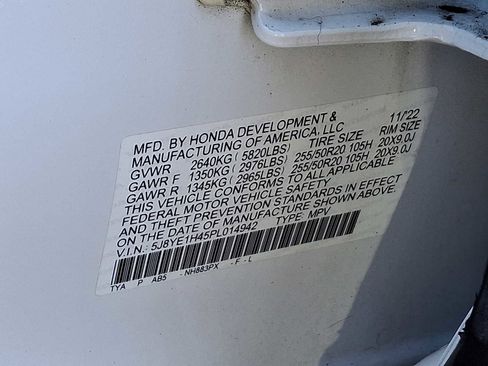 MFD. BY HONDA DEVELOPMENT & 11/'22
MANUFACTURING OF AMERICA, LLC
GVWR 2640KG (5820LBS) TIRE SIZE RIM SIZE
GAWR F 1350KG (2976LBS) 255/50R20 105H 20X9.0J
GAWR R 1345KG (2965LBS) 255/50R20 105H 20X9.0J
THIS VEHICLE CONFORMS TO ALL APPLICABLE
FEDERAL MOTOR VEHICLE SAFETY
AND THEFT PREVENTION STANDARDS IN EFFECT
ON THE DATE OF MANUFACTURE SHOWN ABOVE.
V.I.N.: 5J8YE1H45PL014942 TYPE: MPV
TYA P AB5 NH883PX - F - L